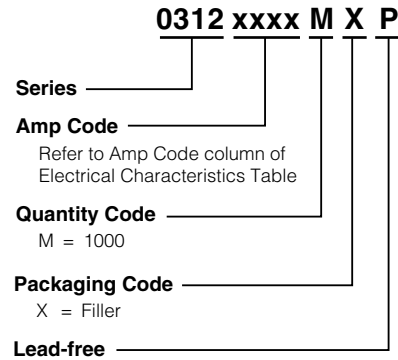 0312 xxxx M X P
Series
Amp Code
Refer to Amp Code column of
Electrical Characteristics Table
Quantity Code
M = 1000
Packaging Code
X = Filler
Lead-free